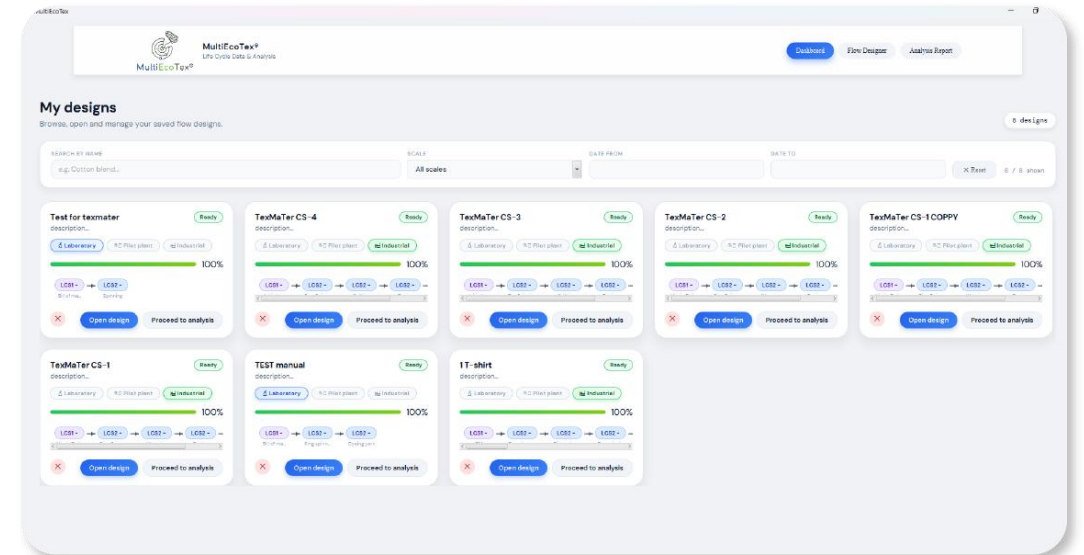 MultiEcoTex
MultiEcoTex®
MultiEcoTex®
Life Cycle Data & Analysis
Dashboard
Flow Designer
Analysis Report
My designs
Browse, open and manage your saved flow designs.
8 designs
SEARCH BY NAME
SCALE
DATE FROM
DATE TO
e.g. Cotton blend...
All scales
× Reset
8 / 8 shown
Test for texmater
Ready
description...
Laboratory
Pilot plant
Industrial
100%
LCS1 -
LCS2 -
Spinning
×
Open design
Proceed to analysis
TexMaTer CS-4
Ready
description...
Laboratory
Pilot plant
Industrial
100%
LCS1 -
LCS2 -
LCS2 -
LCS2 -
×
Open design
Proceed to analysis
TexMaTer CS-3
Ready
description...
Laboratory
Pilot plant
Industrial
100%
LCS1 -
LCS2 -
LCS2 -
LCS2 -
×
Open design
Proceed to analysis
TexMaTer CS-2
Ready
description...
Laboratory
Pilot plant
Industrial
100%
LCS1 -
LCS2 -
LCS2 -
LCS2 -
×
Open design
Proceed to analysis
TexMaTer CS-1 COPPY
Ready
description...
Laboratory
Pilot plant
Industrial
100%
LCS1 -
LCS2 -
LCS2 -
LCS2 -
×
Open design
Proceed to analysis
TexMaTer CS-1
Ready
description...
Laboratory
Pilot plant
Industrial
100%
LCS1 -
LCS2 -
LCS2 -
LCS2 -
×
Open design
Proceed to analysis
TEST manual
Ready
description...
Laboratory
Pilot plant
Industrial
100%
LCS1 -
LCS2 -
LCS2 -
×
Open design
Proceed to analysis
1 T-shirt
Ready
description...
Laboratory
Pilot plant
Industrial
100%
LCS1 -
LCS2 -
LCS2 -
LCS2 -
×
Open design
Proceed to analysis